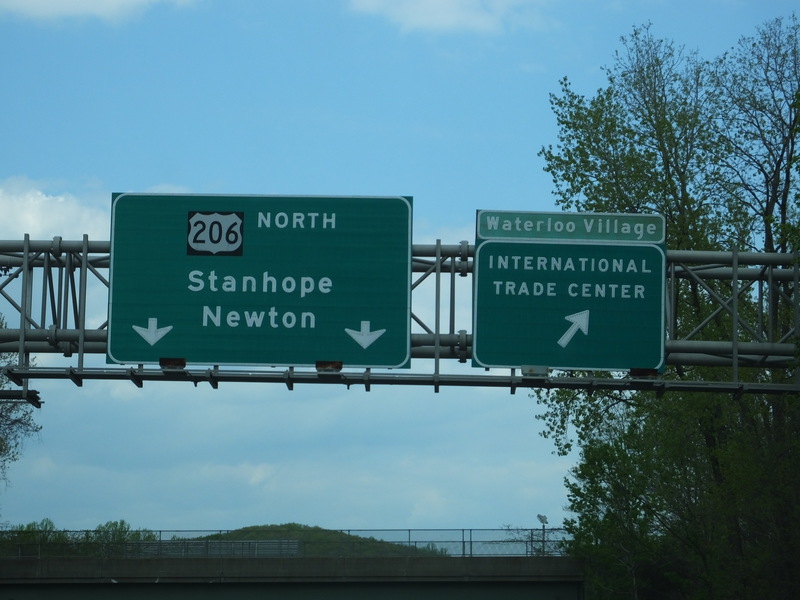 206 NORTH
Stanhope
Newton
Waterloo Village
INTERNATIONAL
TRADE CENTER